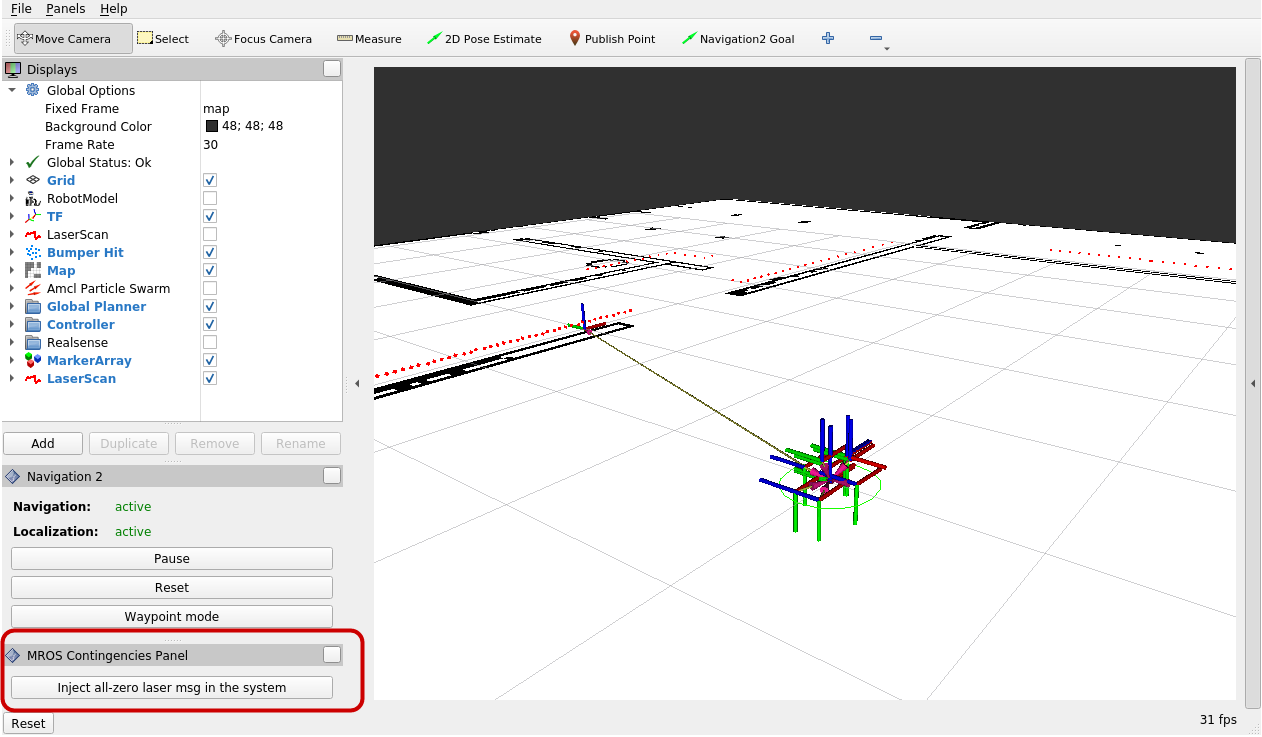 File Panels Help
Move Camera Select Focus Camera Measure 2D Pose Estimate Publish Point Navigation2 Goal
Displays
Global Options
Fixed Frame map
Background Color 48; 48; 48
Frame Rate 30
Global Status: Ok
Grid
RobotModel
TF
LaserScan
Bumper Hit
Map
Amcl Particle Swarm
Global Planner
Controller
Realsense
MarkerArray
LaserScan
Add Duplicate Remove Rename
Navigation 2
Navigation: active
Localization: active
Pause
Reset
Waypoint mode
MROS Contingencies Panel
Inject all-zero laser msg in the system
Reset 31 fps